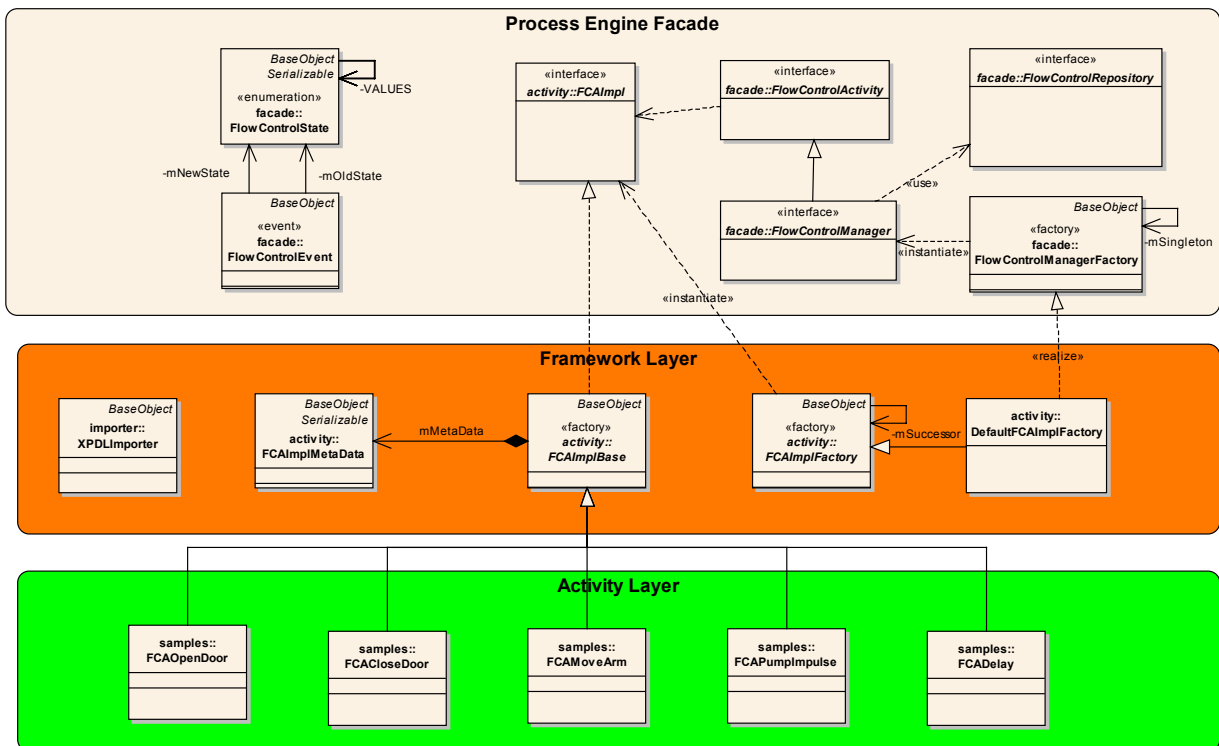 Process Engine Facade
BaseObject
Serializable
«enumeration»
facade::
FlowControlState
-VALUES
-mNewState
-mOldState
BaseObject
«event»
facade::
FlowControlEvent
«interface»
activity::FCAImpl
«interface»
facade::FlowControlActivity
«interface»
facade::FlowControlRepository
«use»
«interface»
facade::FlowControlManager
«instantiate»
BaseObject
«factory»
facade::
FlowControlManagerFactory
-mSingleton
«instantiate»
«realize»
Framework Layer
BaseObject
importer::
XPDLImporter
BaseObject
Serializable
activity::
FCAImplMetaData
mMetaData
BaseObject
«factory»
activity::
FCAImplBase
BaseObject
«factory»
activity::
FCAImplFactory
-mSuccessor
activity::
DefaultFCAImplFactory
Activity Layer
samples::
FCAOpenDoor
samples::
FCACloseDoor
samples::
FCAMoveArm
samples::
FCAPumpImpulse
samples::
FCADelay